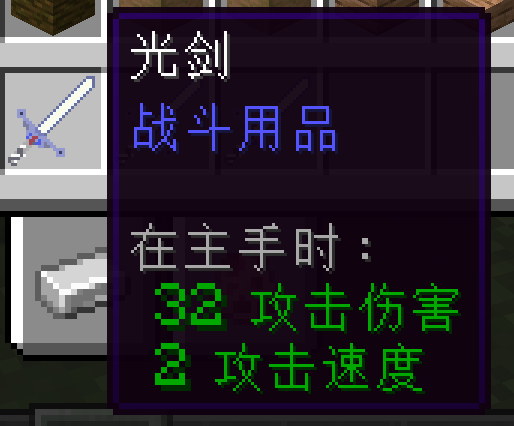 光剑
战斗用品
在主手时：
32 攻击伤害
2 攻击速度